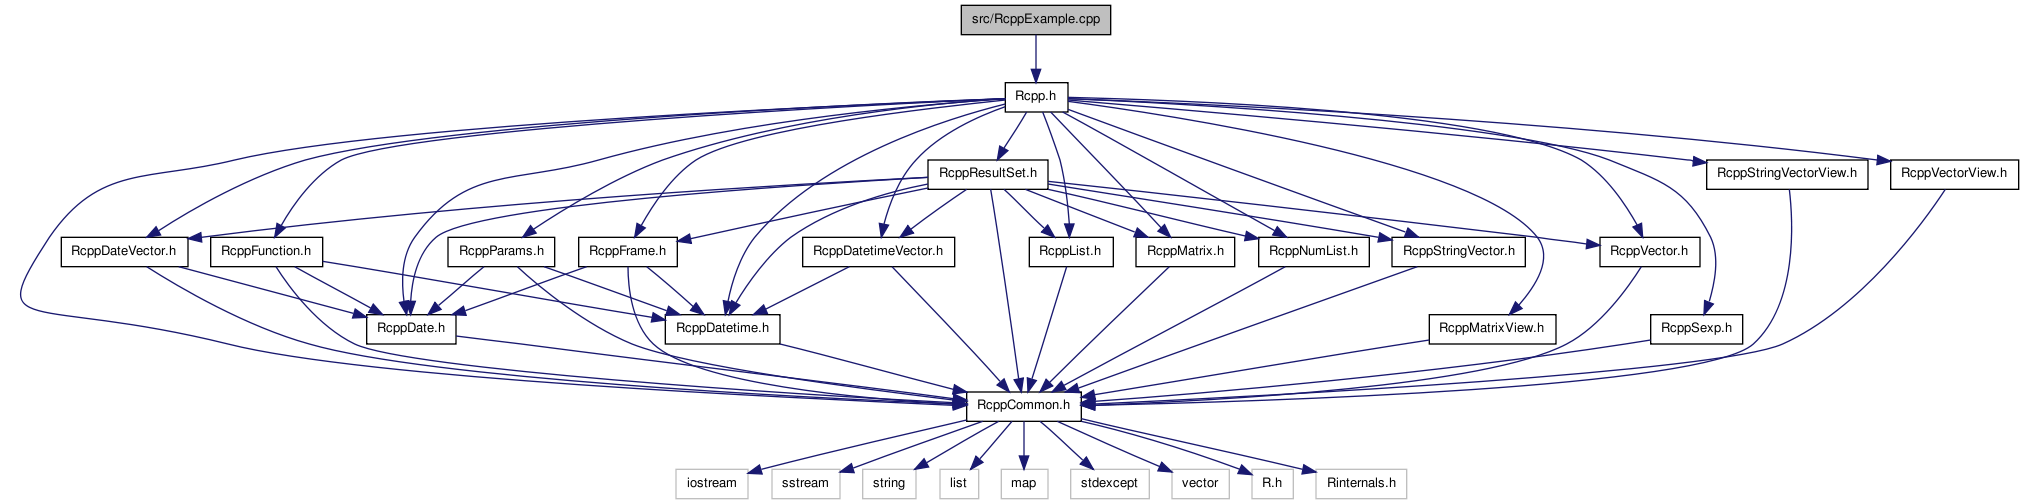 src/RcppExample.cpp
Rcpp.h
RcppResultSet.h
RcppStringVectorView.h
RcppVectorView.h
RcppDateVector.h
RcppFunction.h
RcppParams.h
RcppFrame.h
RcppDatetimeVector.h
RcppList.h
RcppMatrix.h
RcppNumList.h
RcppStringVector.h
RcppVector.h
RcppDate.h
RcppDatetime.h
RcppMatrixView.h
RcppSexp.h
RcppCommon.h
iostream
sstream
string
list
map
stdexcept
vector
R.h
Rinternals.h